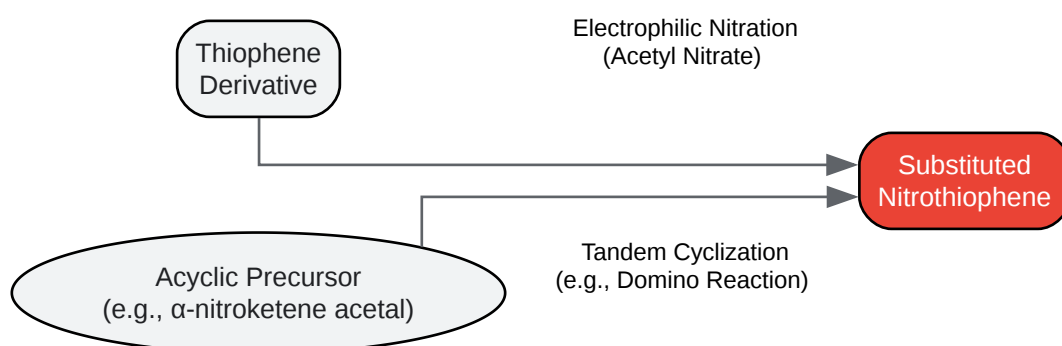 Electrophilic Nitration
(Acetyl Nitrate)
Thiophene
Derivative
Substituted
Nitrothiophene
Tandem Cyclization
(e.g., Domino Reaction)
Acyclic Precursor
(e.g., α-nitroketene acetal)